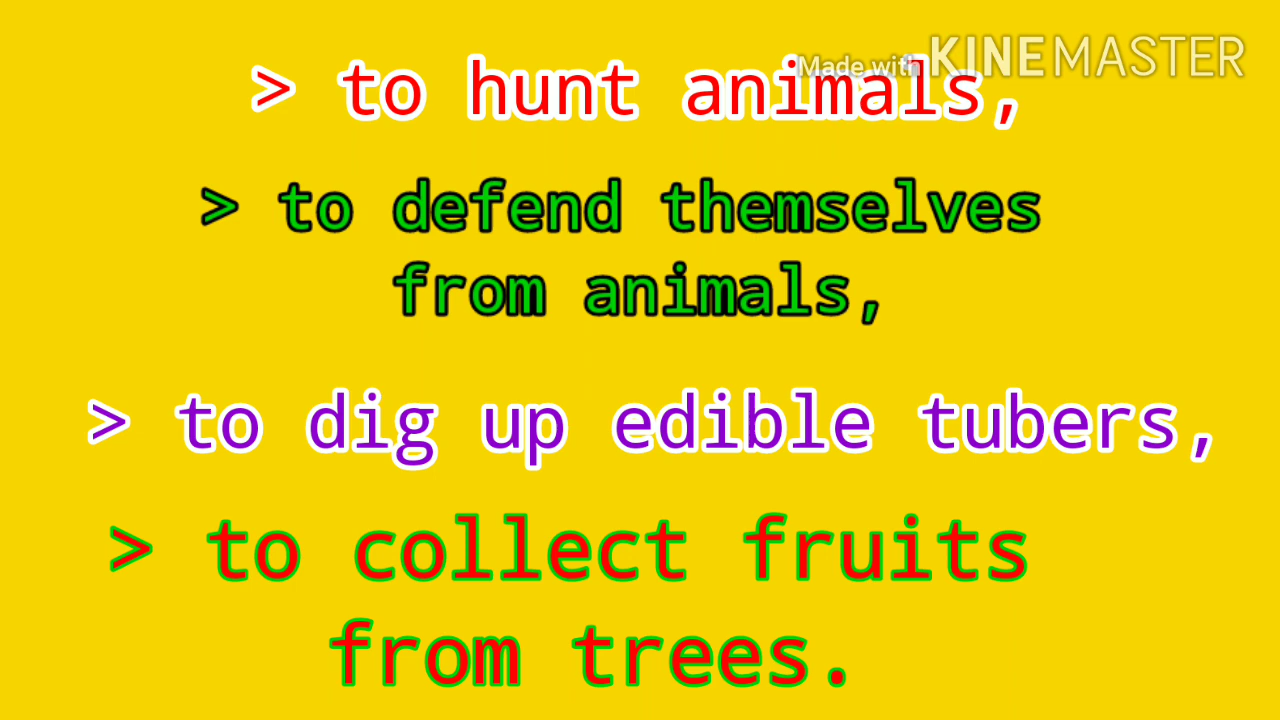 Made with KINEMASTER
> to hunt animals,
> to defend themselves
from animals,
> to dig up edible tubers,
> to collect fruits
from trees.